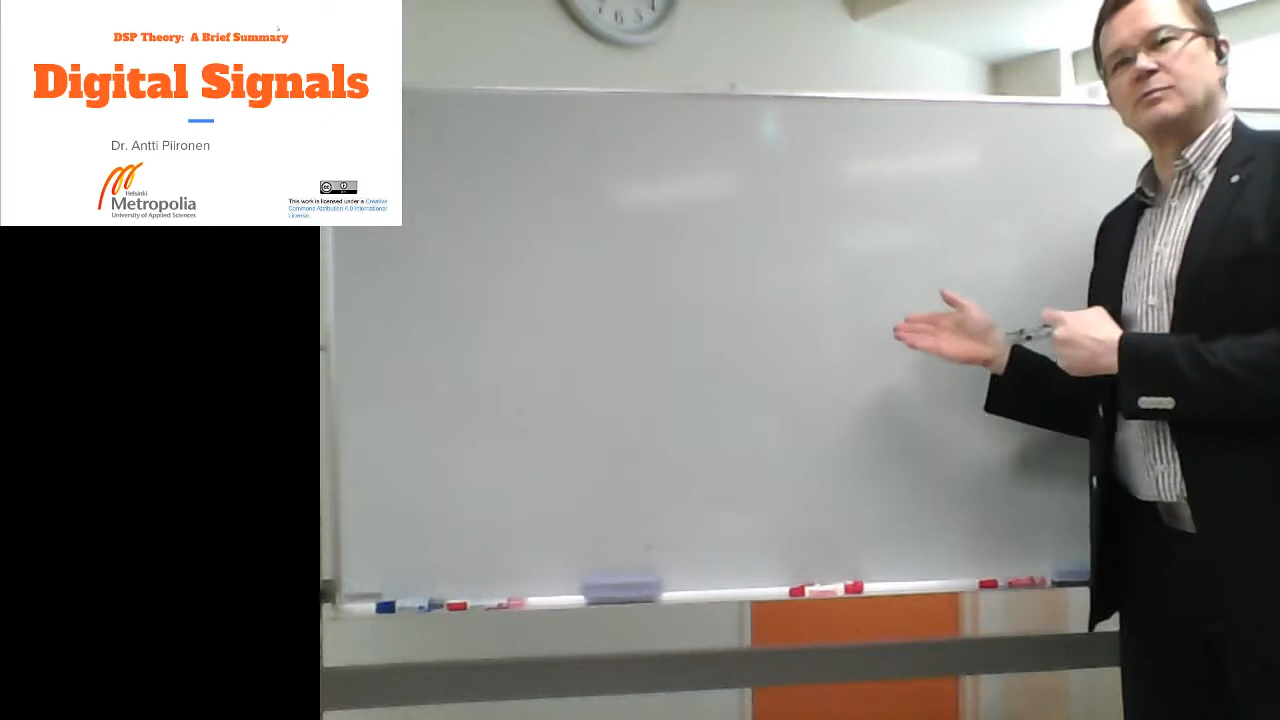 DSP Theory: A Brief Summary
Digital Signals
Dr. Antti Piironen
Helsinki
Metropolia
University of Applied Sciences
This work is licensed under a Creative
Commons Attribution 4.0 International
License.